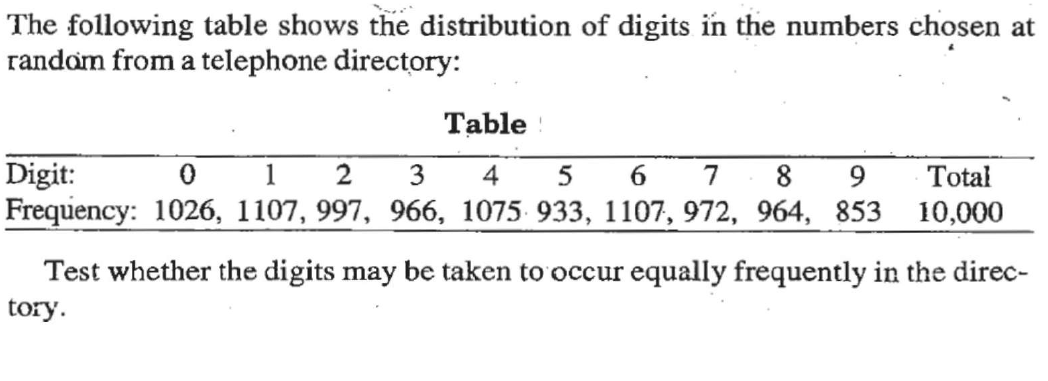 The following table shows the distribution of digits in the numbers chosen at
random from a telephone directory:
Table
Digit: 0 1 2 3 4 5 6 7 8 9 Total
Frequency: 1026, 1107, 997, 966, 1075 933, 1107, 972, 964, 853 10,000
Test whether the digits may be taken to occur equally frequently in the direc-
tory.